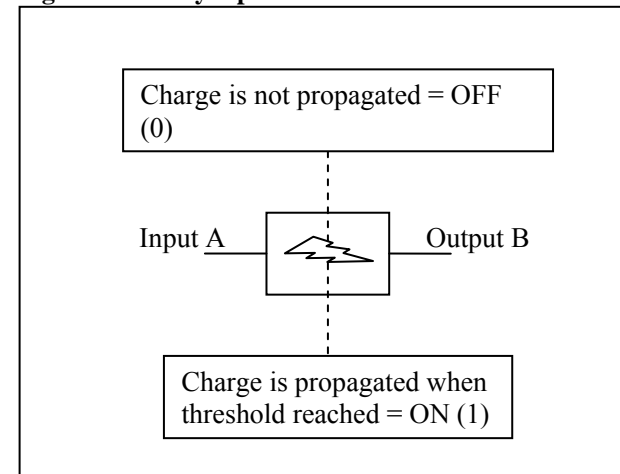 Charge is not propagated = OFF
(0)
Input A
Output B
Charge is propagated when
threshold reached = ON (1)